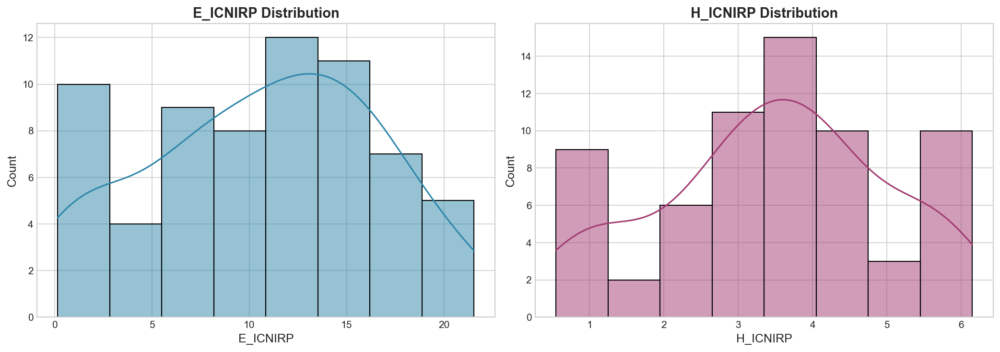 E_ICNIRP Distribution
12
10
8
6
4
2
0
Count
0 5 10 15 20
E_ICNIRP
H_ICNIRP Distribution
14
12
10
8
6
4
2
0
Count
1 2 3 4 5 6
H_ICNIRP